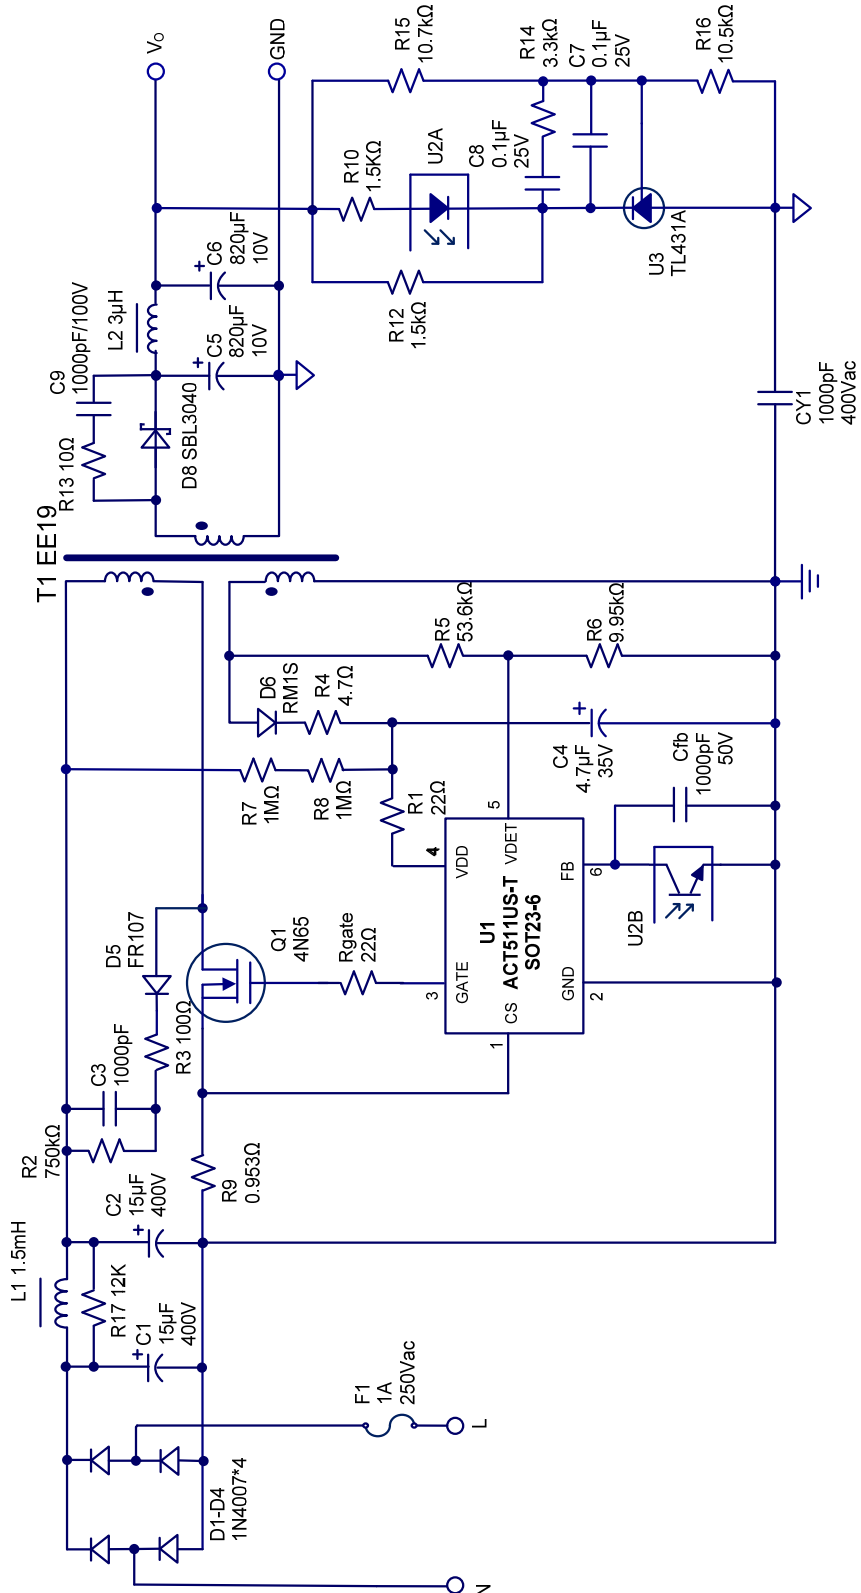 L1 1.5mH
R2
750kΩ
C3
1000pF
D5
FR107
R3 100Ω
C2
15µF
400V
R17 12K
C1
15µF
400V
R9
0.953Ω
D1-D4
1N4007*4
F1
1A
250Vac
L
N
Q1
4N65
Rgate
22Ω
R7
1MΩ
R8
1MΩ
R1
22Ω
D6
RM1S
R4
4.7Ω
T1 EE19
R5
53.6kΩ
R6
9.95kΩ
C4
4.7µF
35V
Cfb
1000pF
50V
U2B
U1
ACT511US-T
SOT23-6
1
CS
2
GND
3
GATE
4
VDD
5
VDET
6
FB
R13 10Ω
C9
1000pF/100V
D8 SBL3040
L2 3µH
+
C5
820µF
10V
+
C6
820µF
10V
Vo
GND
R12
1.5kΩ
R10
1.5KΩ
U2A
R15
10.7kΩ
C8
0.1µF
25V
R14
3.3kΩ
C7
0.1µF
25V
U3
TL431A
R16
10.5kΩ
CY1
1000pF
400Vac
+
+
+